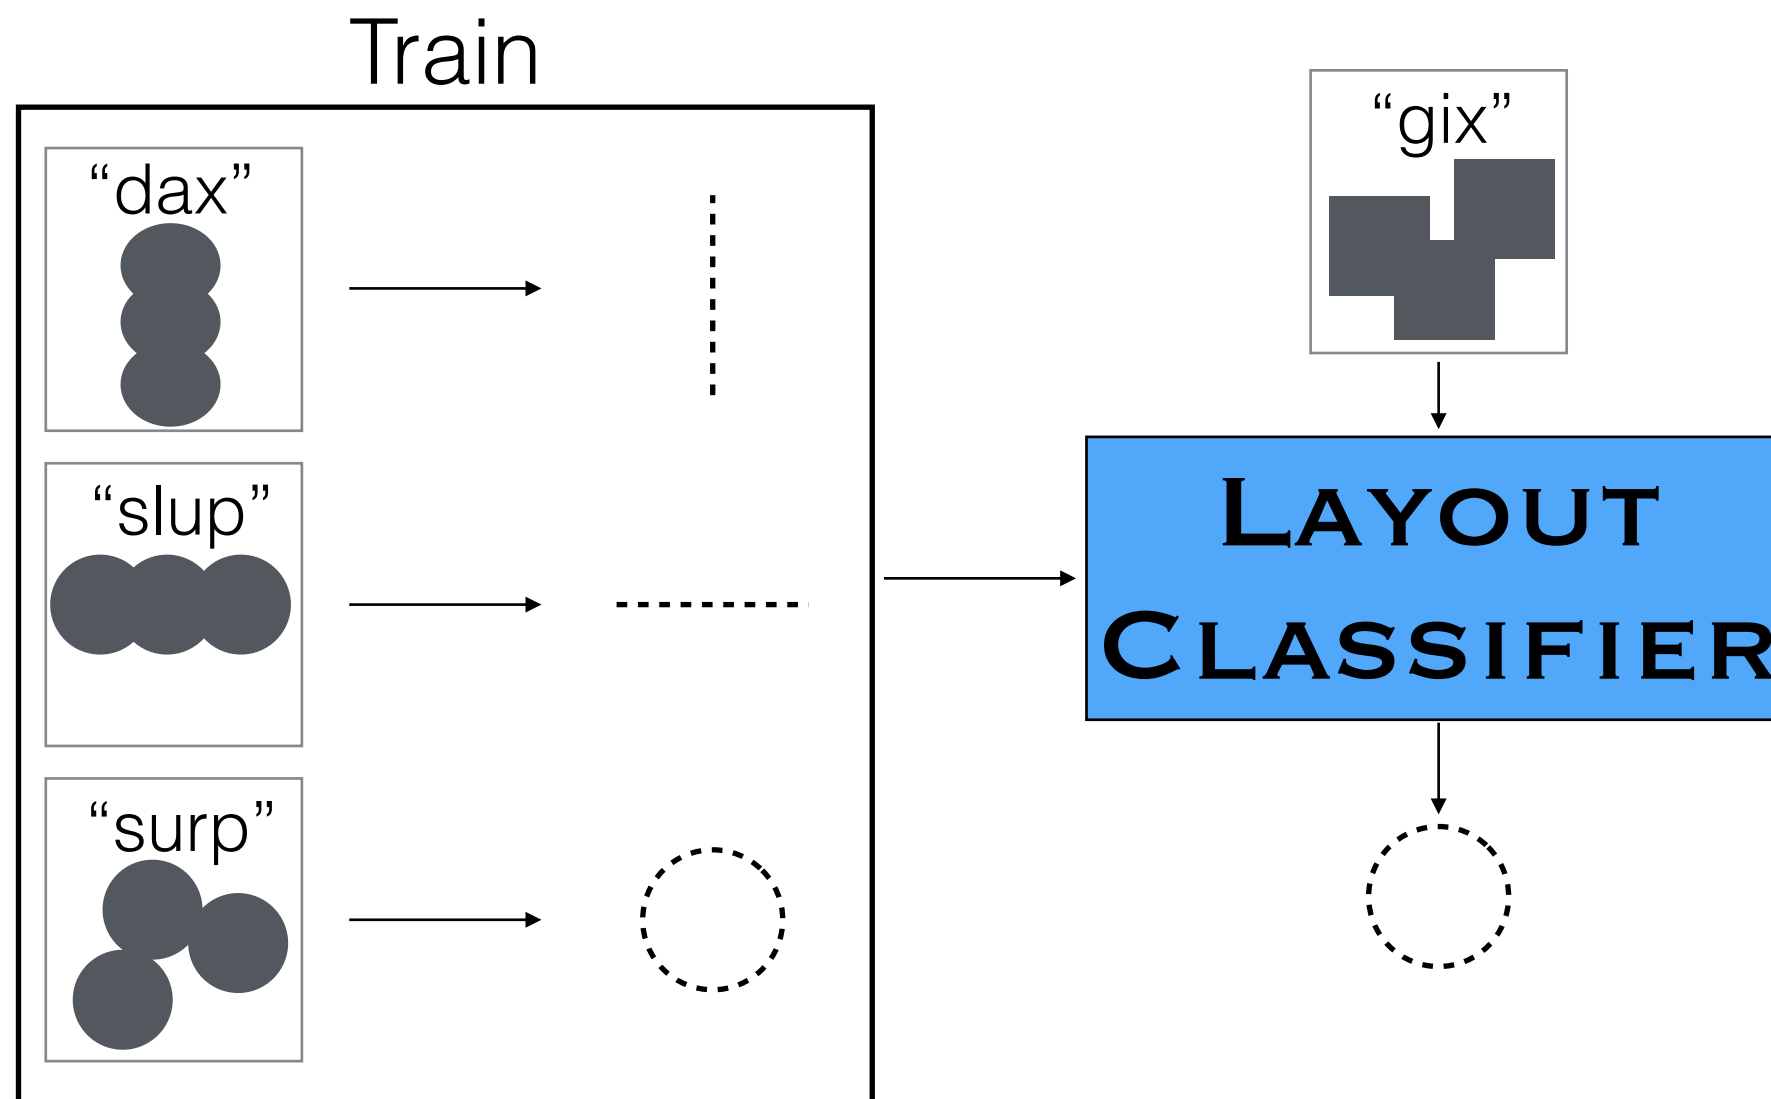 Train
“dax”
“slup”
“surp”
“gix”
LAYOUT
CLASSIFIER